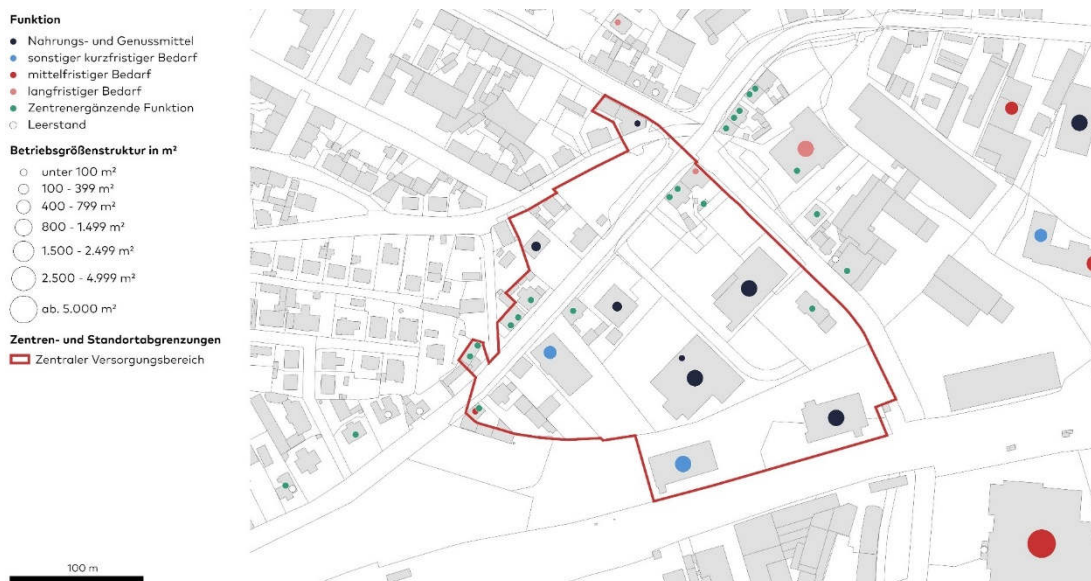 Funktion
Nahrungs- und Genussmittel
sonstiger kurzfristiger Bedarf
mittelfristiger Bedarf
langfristiger Bedarf
Zentrenergänzende Funktion
Leerstand
Betriebsgrößenstruktur in m²
unter 100 m²
100 - 399 m²
400 - 799 m²
800 - 1.499 m²
1.500 - 2.499 m²
2.500 - 4.999 m²
ab. 5.000 m²
Zentren- und Standortabgrenzungen
Zentraler Versorgungsbereich
100 m